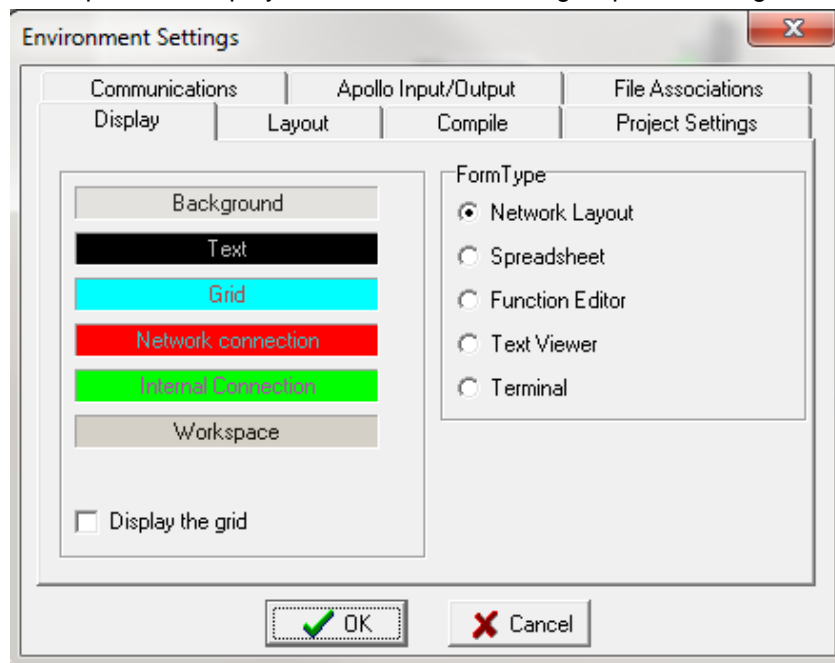 Environment Settings
Communications
Apollo Input/Output
File Associations
Display
Layout
Compile
Project Settings
Background
Text
Grid
Network connection
Internal Connection
Workspace
Display the grid
FormType
Network Layout
Spreadsheet
Function Editor
Text Viewer
Terminal
OK
Cancel